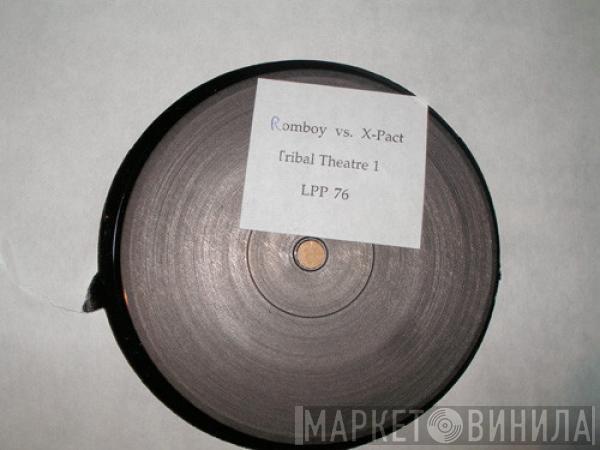 Romboy vs. X-Pact
Tribal Theatre 1
LPP 76
МАРКЕТ ВИНИЛА